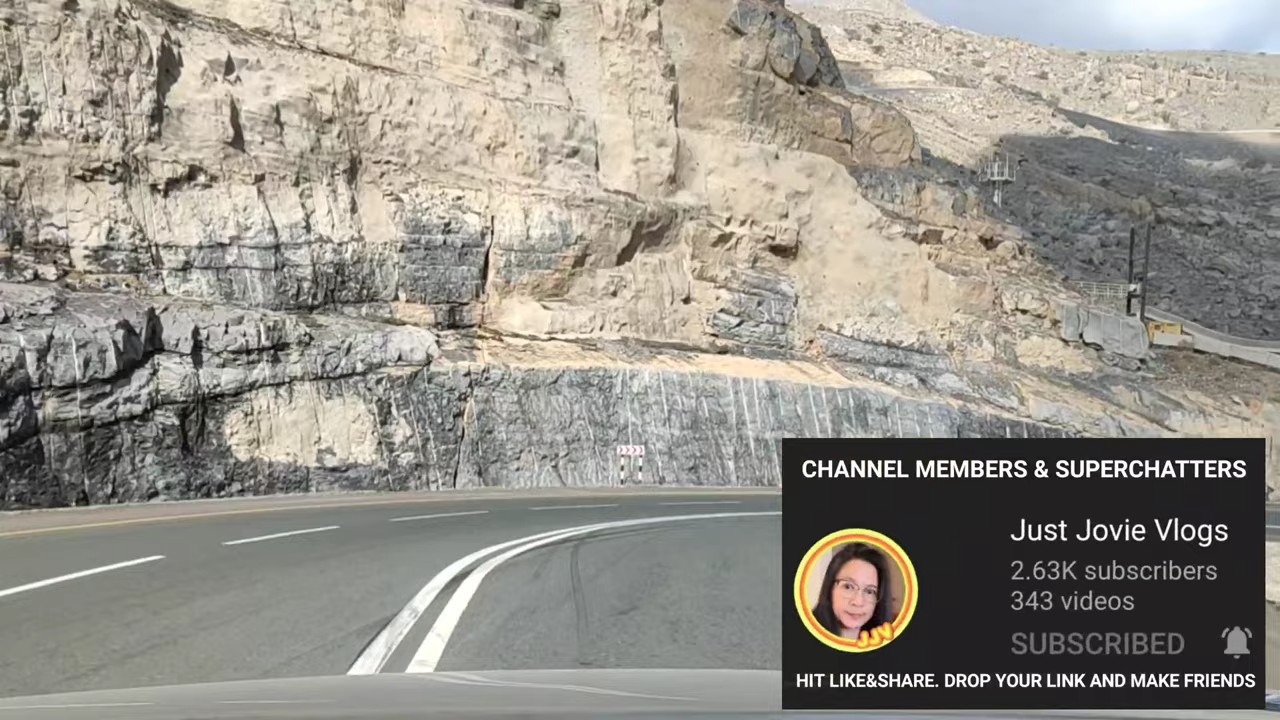 CHANNEL MEMBERS & SUPERCHATTERS
Just Jovie Vlogs
2.63K subscribers
343 videos
JJV
SUBSCRIBED
HIT LIKE&SHARE. DROP YOUR LINK AND MAKE FRIENDS